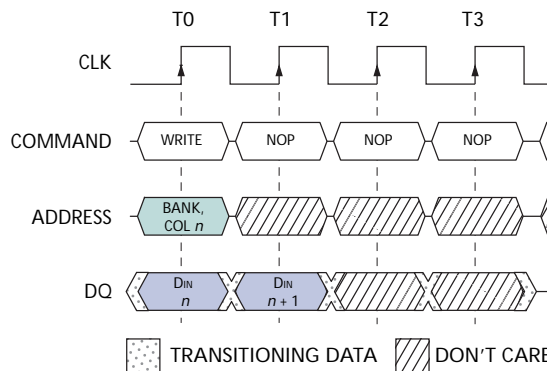 T0 T1 T2 T3
CLK
COMMAND WRITE NOP NOP NOP
ADDRESS BANK,
COL n
DQ DIN DIN
n n + 1
TRANSITIONING DATA DON'T CARE